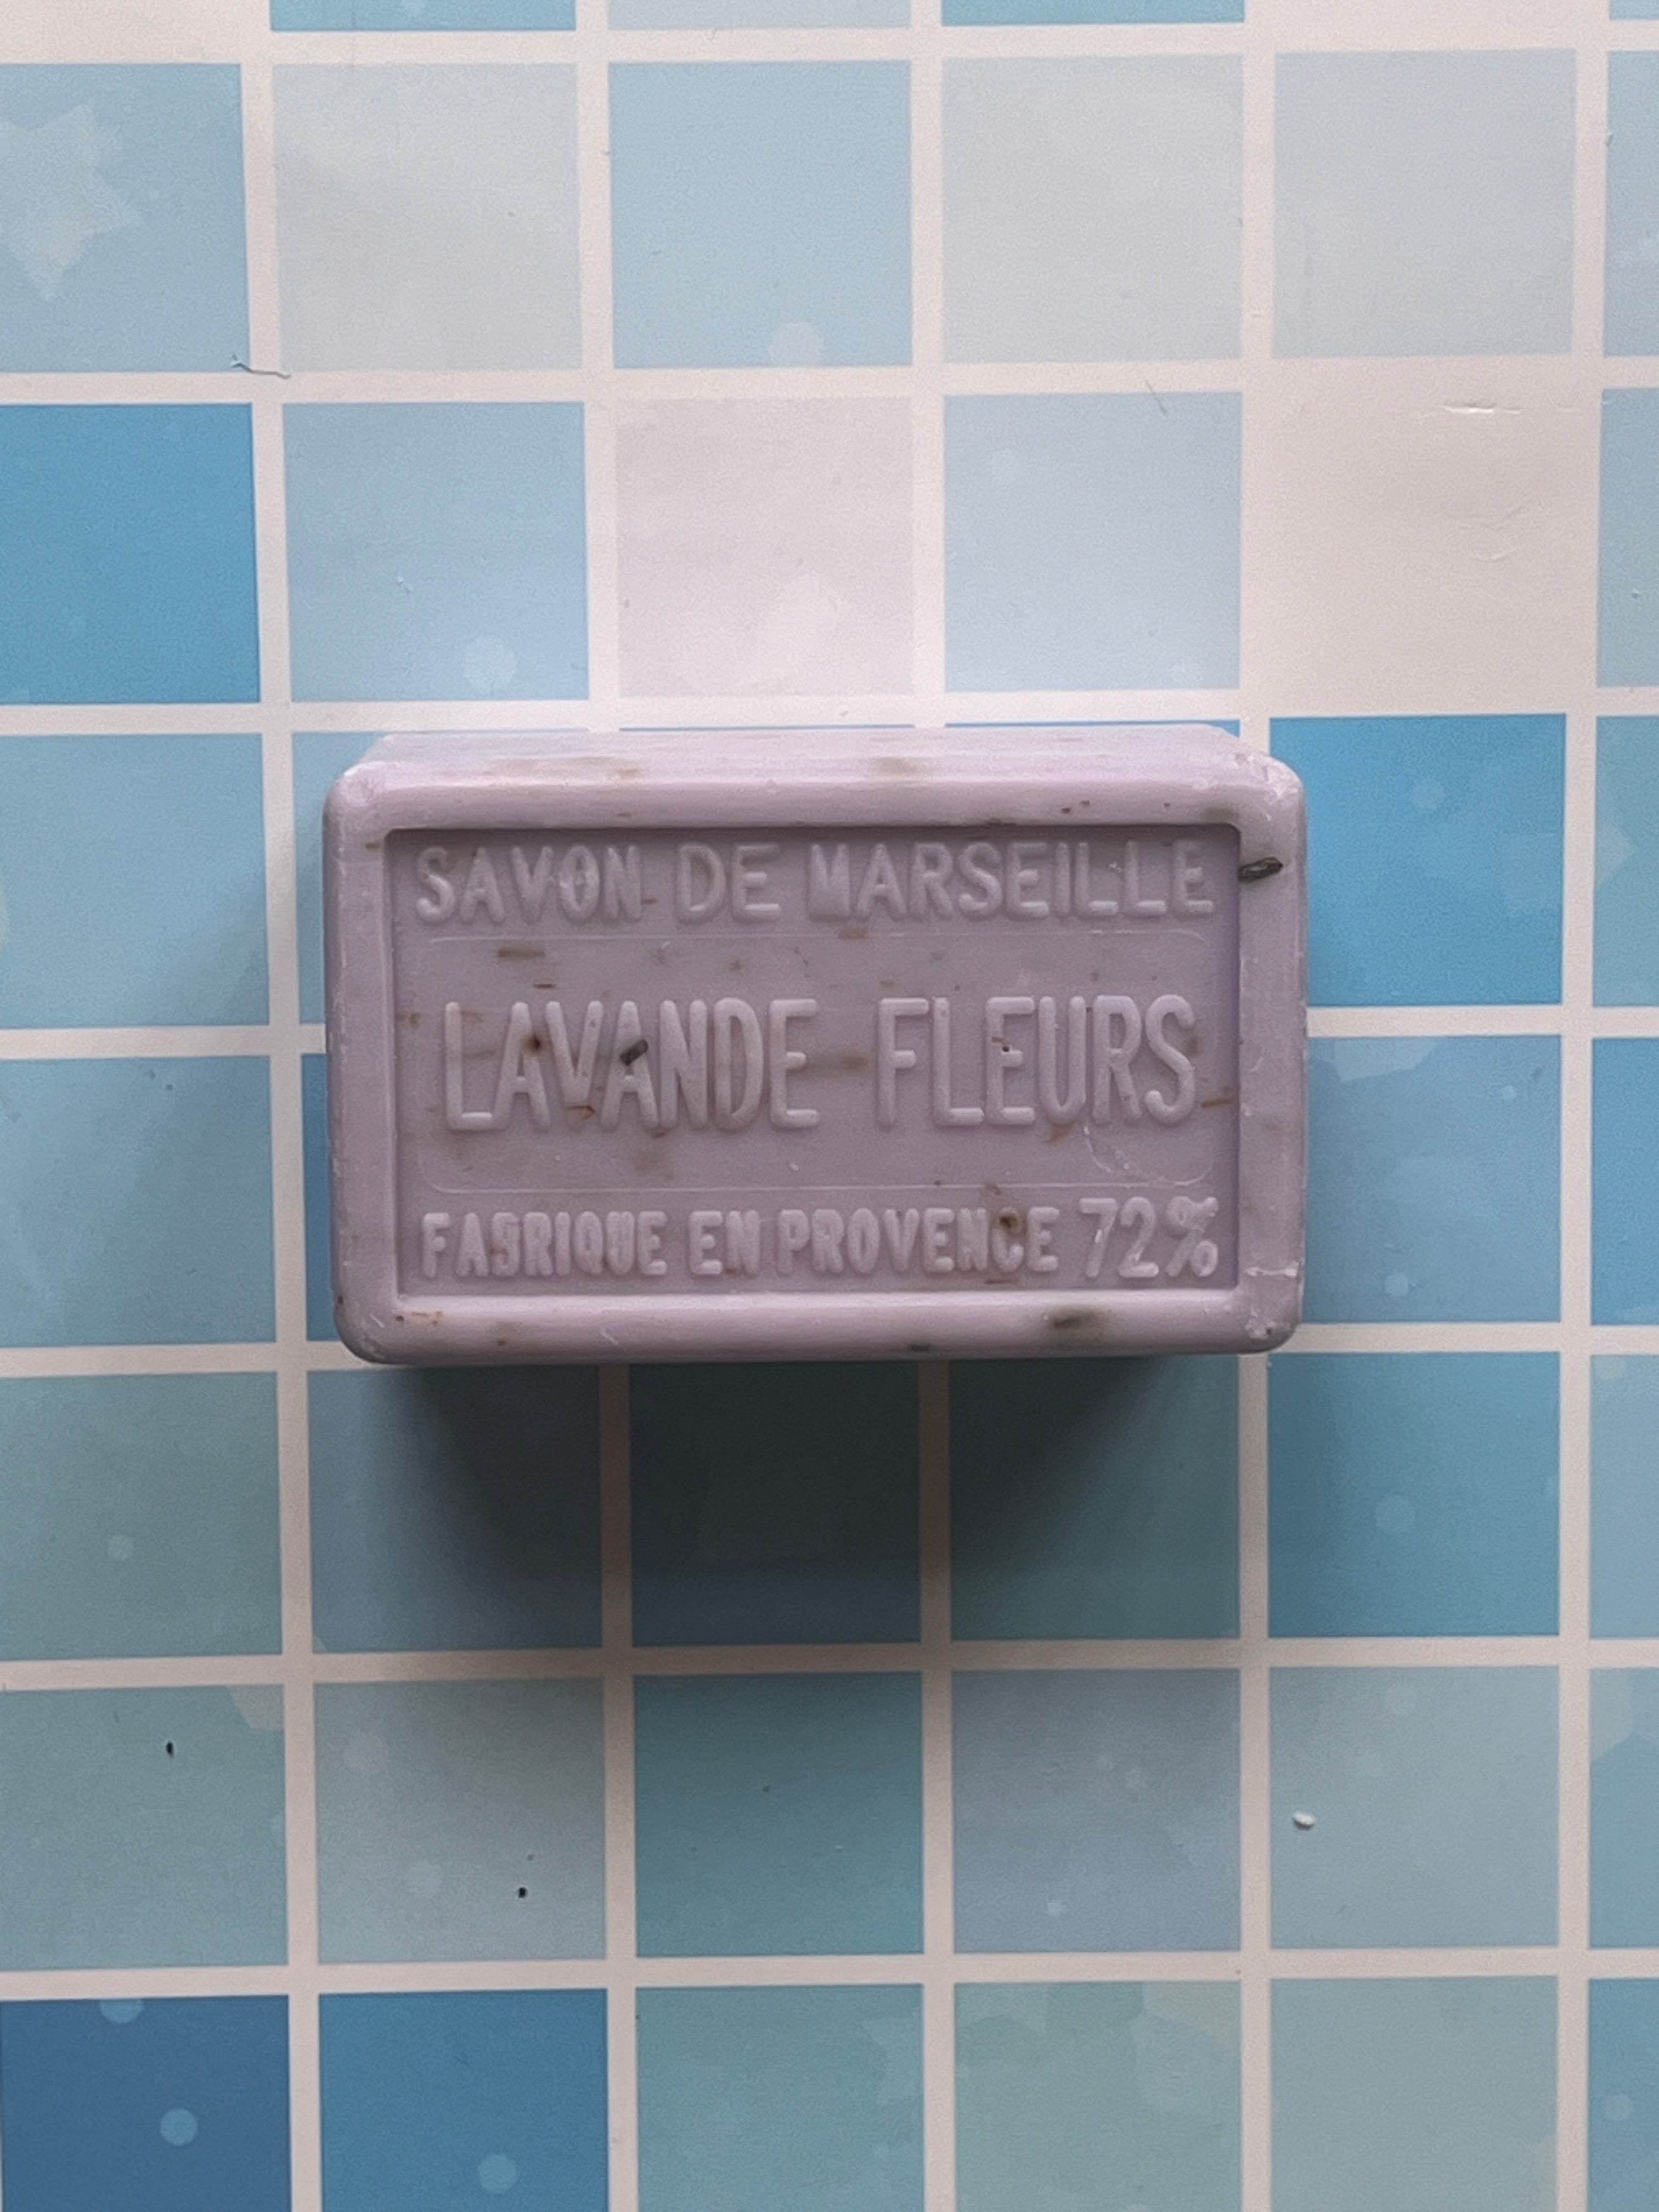 SAVON DE MARSEILLE
LAVANDE FLEURS
FABRIQUE EN PROVENCE 72%